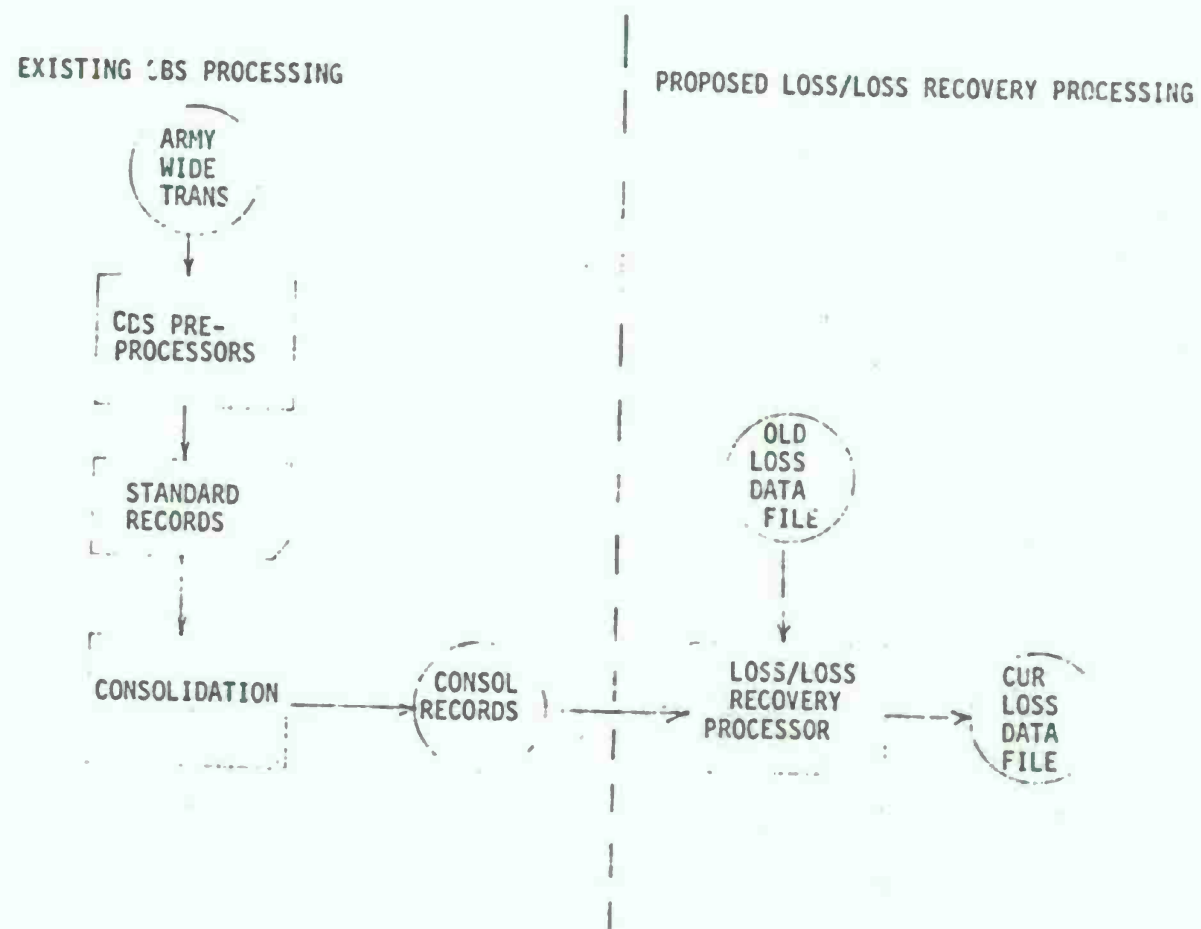 EXISTING CBS PROCESSING
ARMY
WIDE
TRANS
CBS PRE-
PROCESSORS
STANDARD
RECORDS
CONSOLIDATION
CONSOL
RECORDS
PROPOSED LOSS/LOSS RECOVERY PROCESSING
OLD
LOSS
DATA
FILE
LOSS/LOSS
RECOVERY
PROCESSOR
CUR
LOSS
DATA
FILE